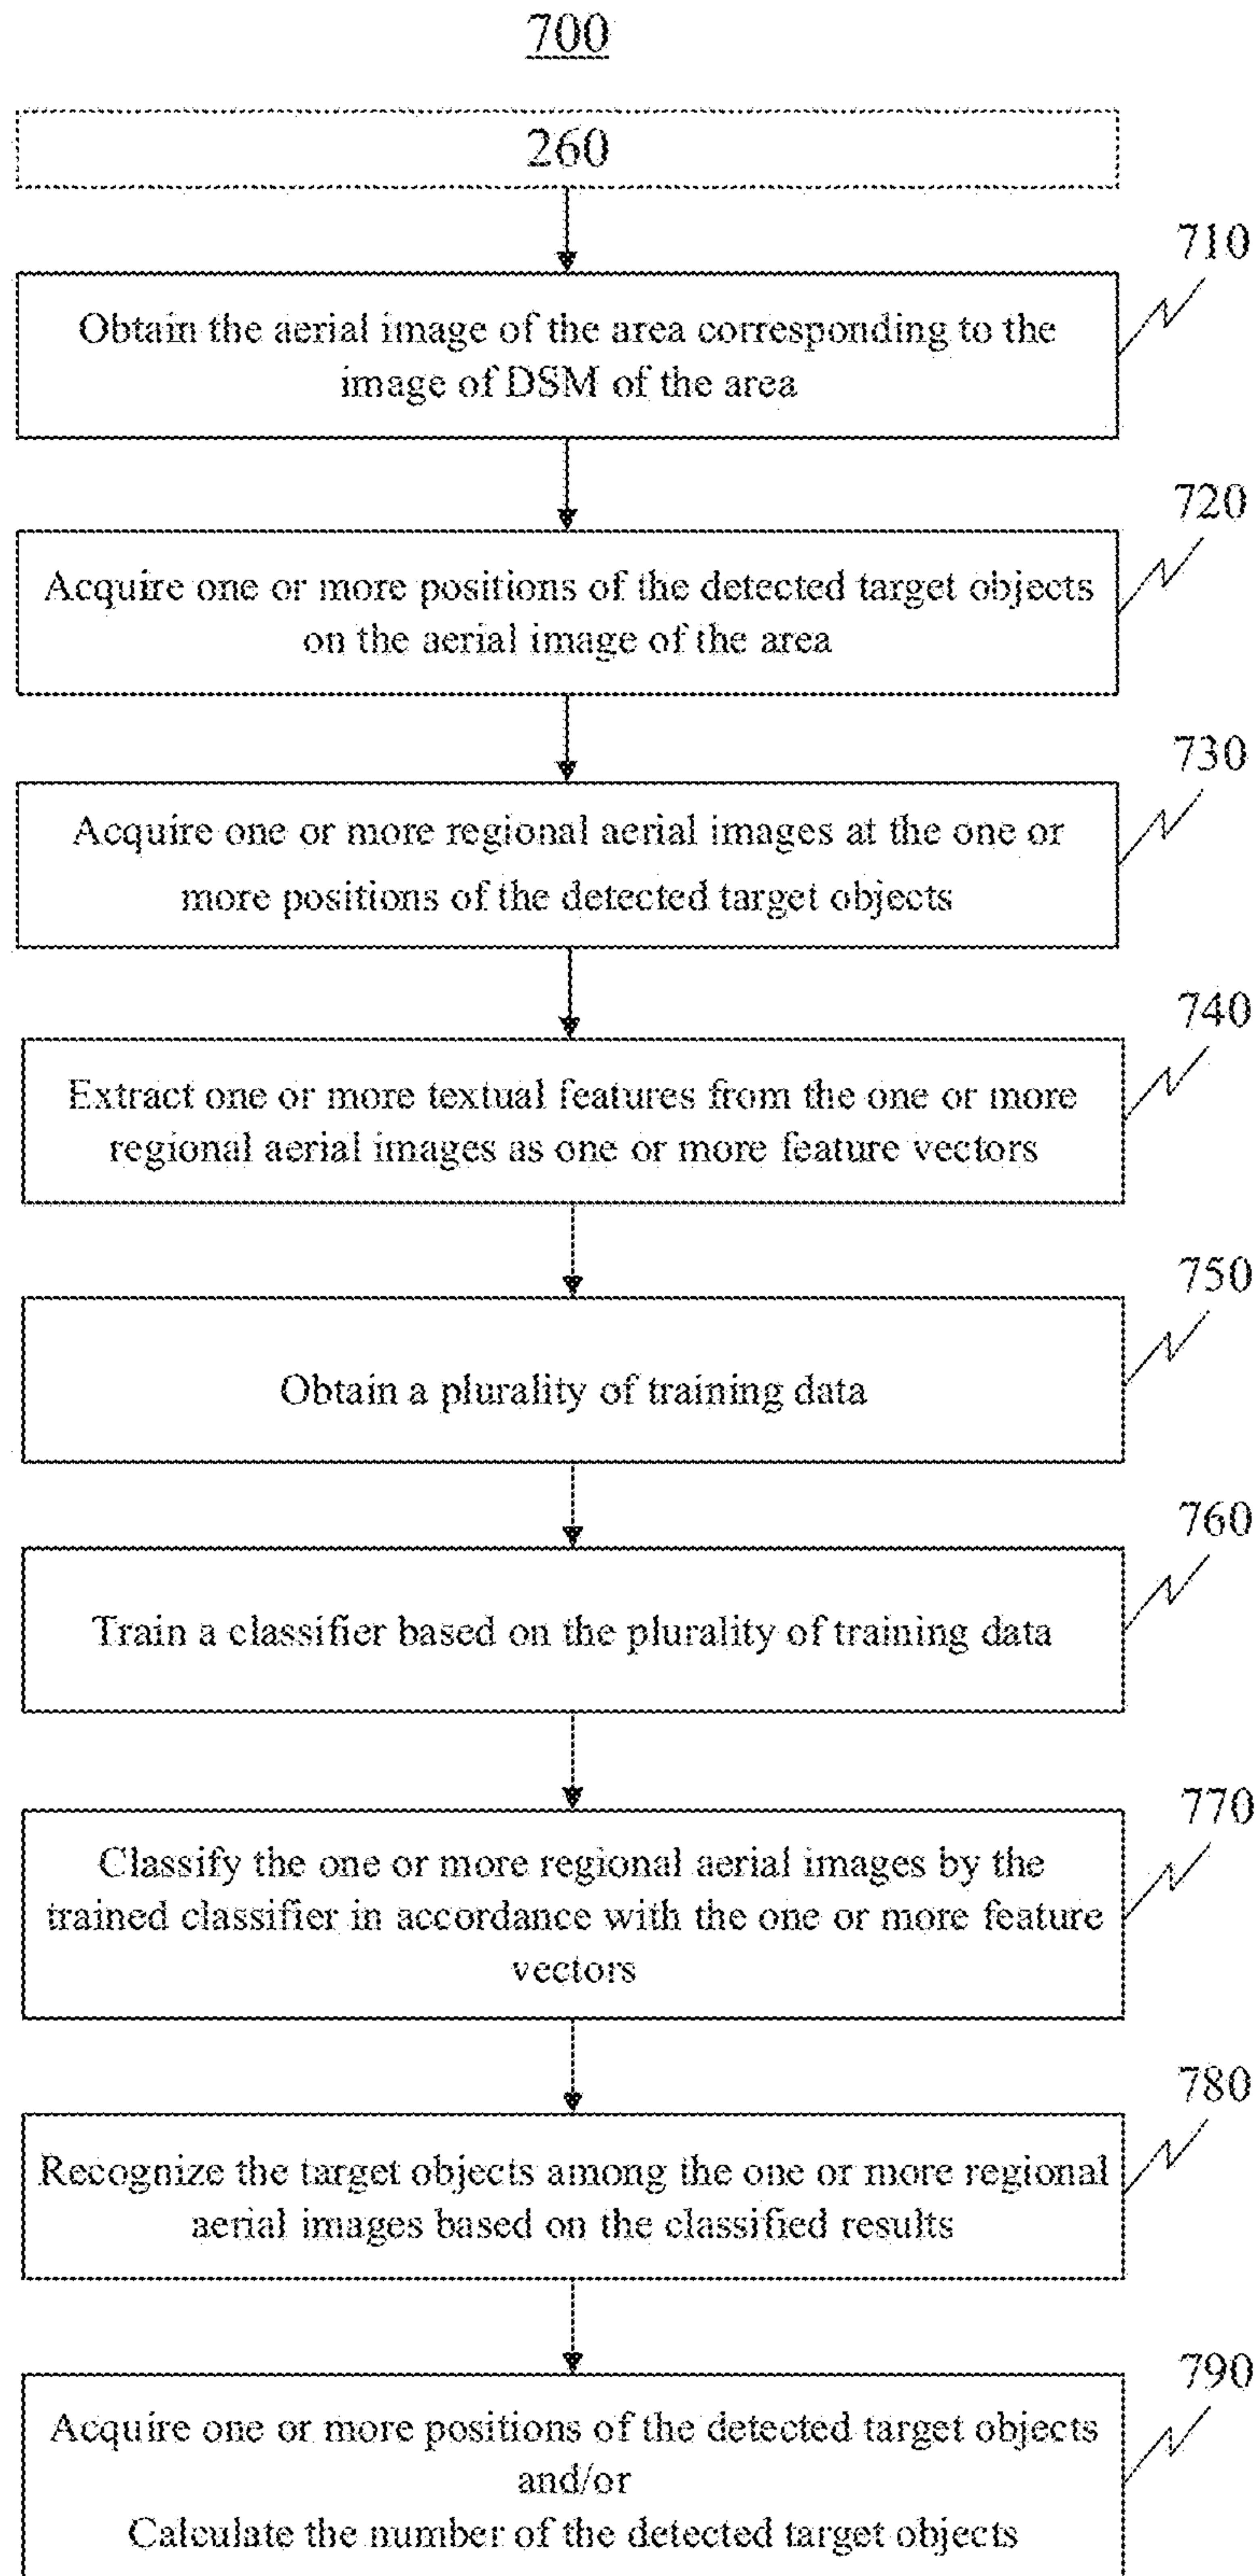 700
260
710
Obtain the aerial image of the area corresponding to the
image of DSM of the area
720
Acquire one or more positions of the detected target objects
on the aerial image of the area
730
Acquire one or more regional aerial images at the one or
more positions of the detected target objects
740
Extract one or more textual features from the one or more
regional aerial images as one or more feature vectors
750
Obtain a plurality of training data
760
Train a classifier based on the plurality of training data
770
Classify the one or more regional aerial images by the
trained classifier in accordance with the one or more feature
vectors
780
Recognize the target objects among the one or more regional
aerial images based on the classified results
790
Acquire one or more positions of the detected target objects
and/or
Calculate the number of the detected target objects